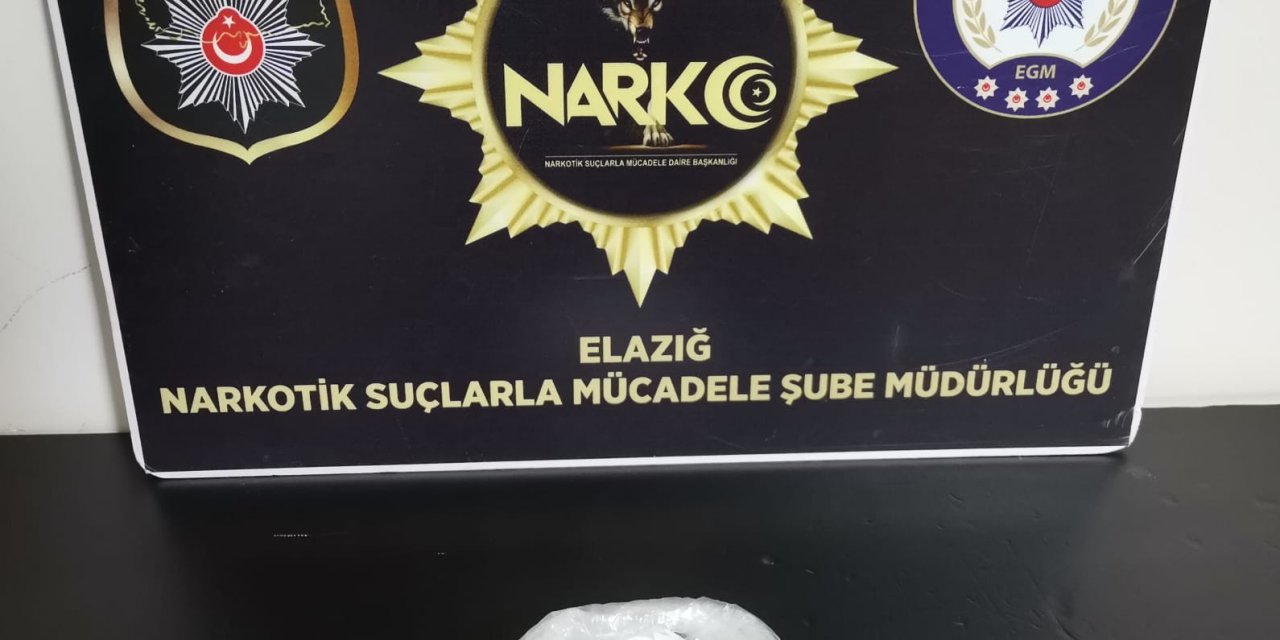 NARKO
NARKOTİK SUÇLARLA MÜCADELE DAİRE BAŞKANLIĞI
EGM
ELAZIĞ
NARKOTİK SUÇLARLA MÜCADELE ŞUBE MÜDÜRLÜĞÜ